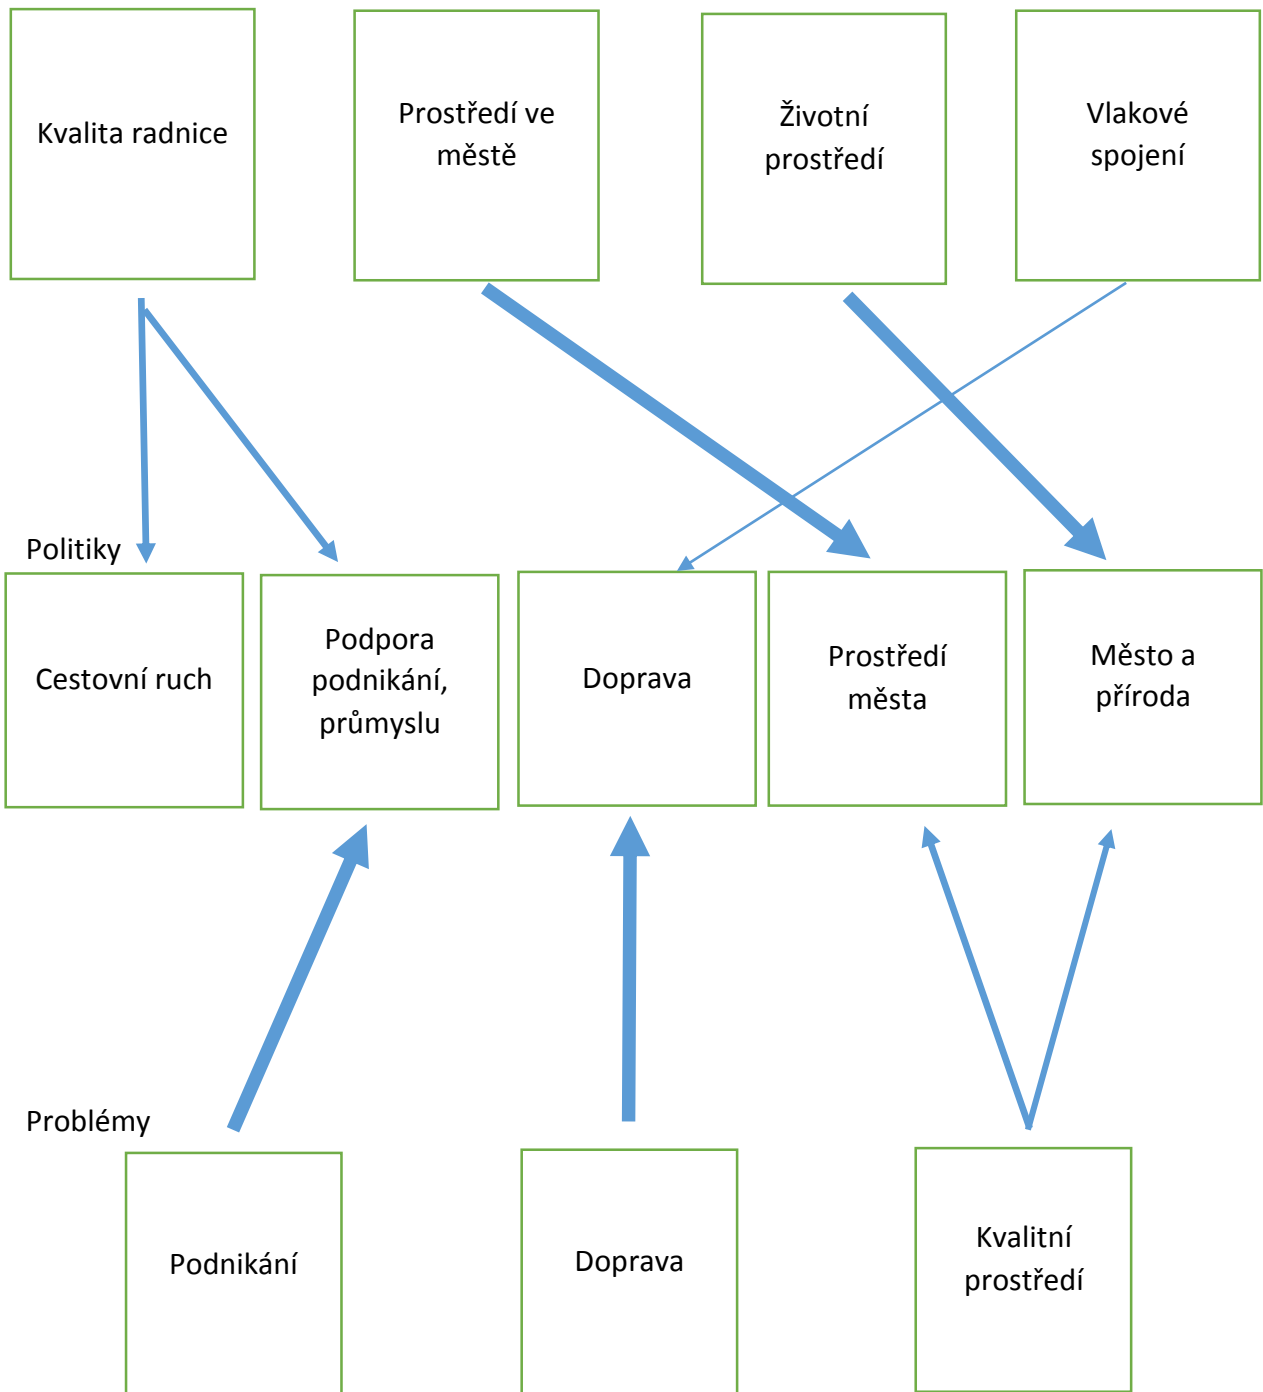 Kvalita radnice
Prostředí ve
městě
Životní
prostředí
Vlakové
spojení
Politiky
Cestovní ruch
Podpora
podnikání,
průmyslu
Doprava
Prostředí
města
Město a
příroda
Problémy
Podnikání
Doprava
Kvalitní
prostředí